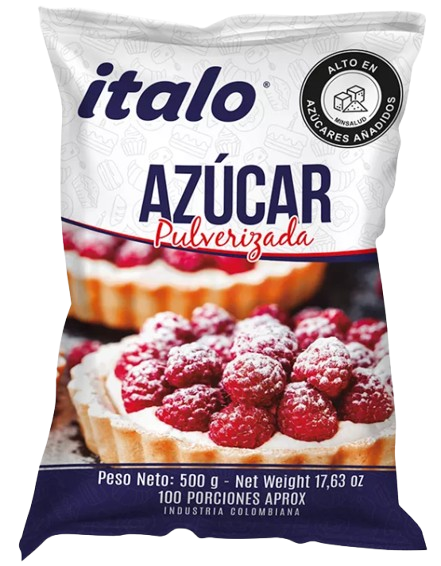 italo®
ALTO EN
AZÚCARES AÑADIDOS
MINSALUD
AZÚCAR
Pulverizada
Peso Neto: 500 g - Net Weight 17,63 oz
100 PORCIONES APROX
INDUSTRIA COLOMBIANA